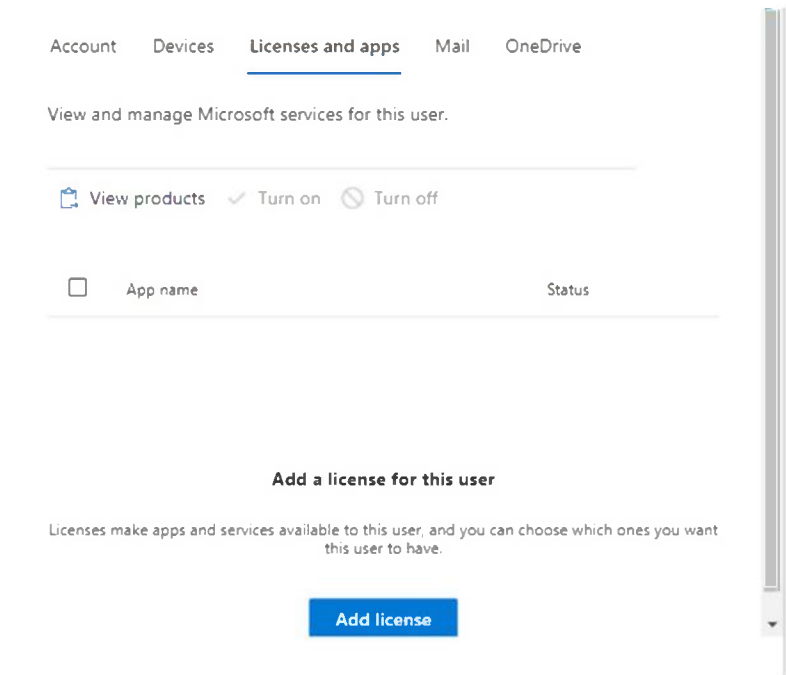 Account Devices Licenses and apps Mail OneDrive
View and manage Microsoft services for this user.
View products Turn on Turn off
App name Status
Add a license for this user
Licenses make apps and services available to this user, and you can choose which ones you want
this user to have.
Add license